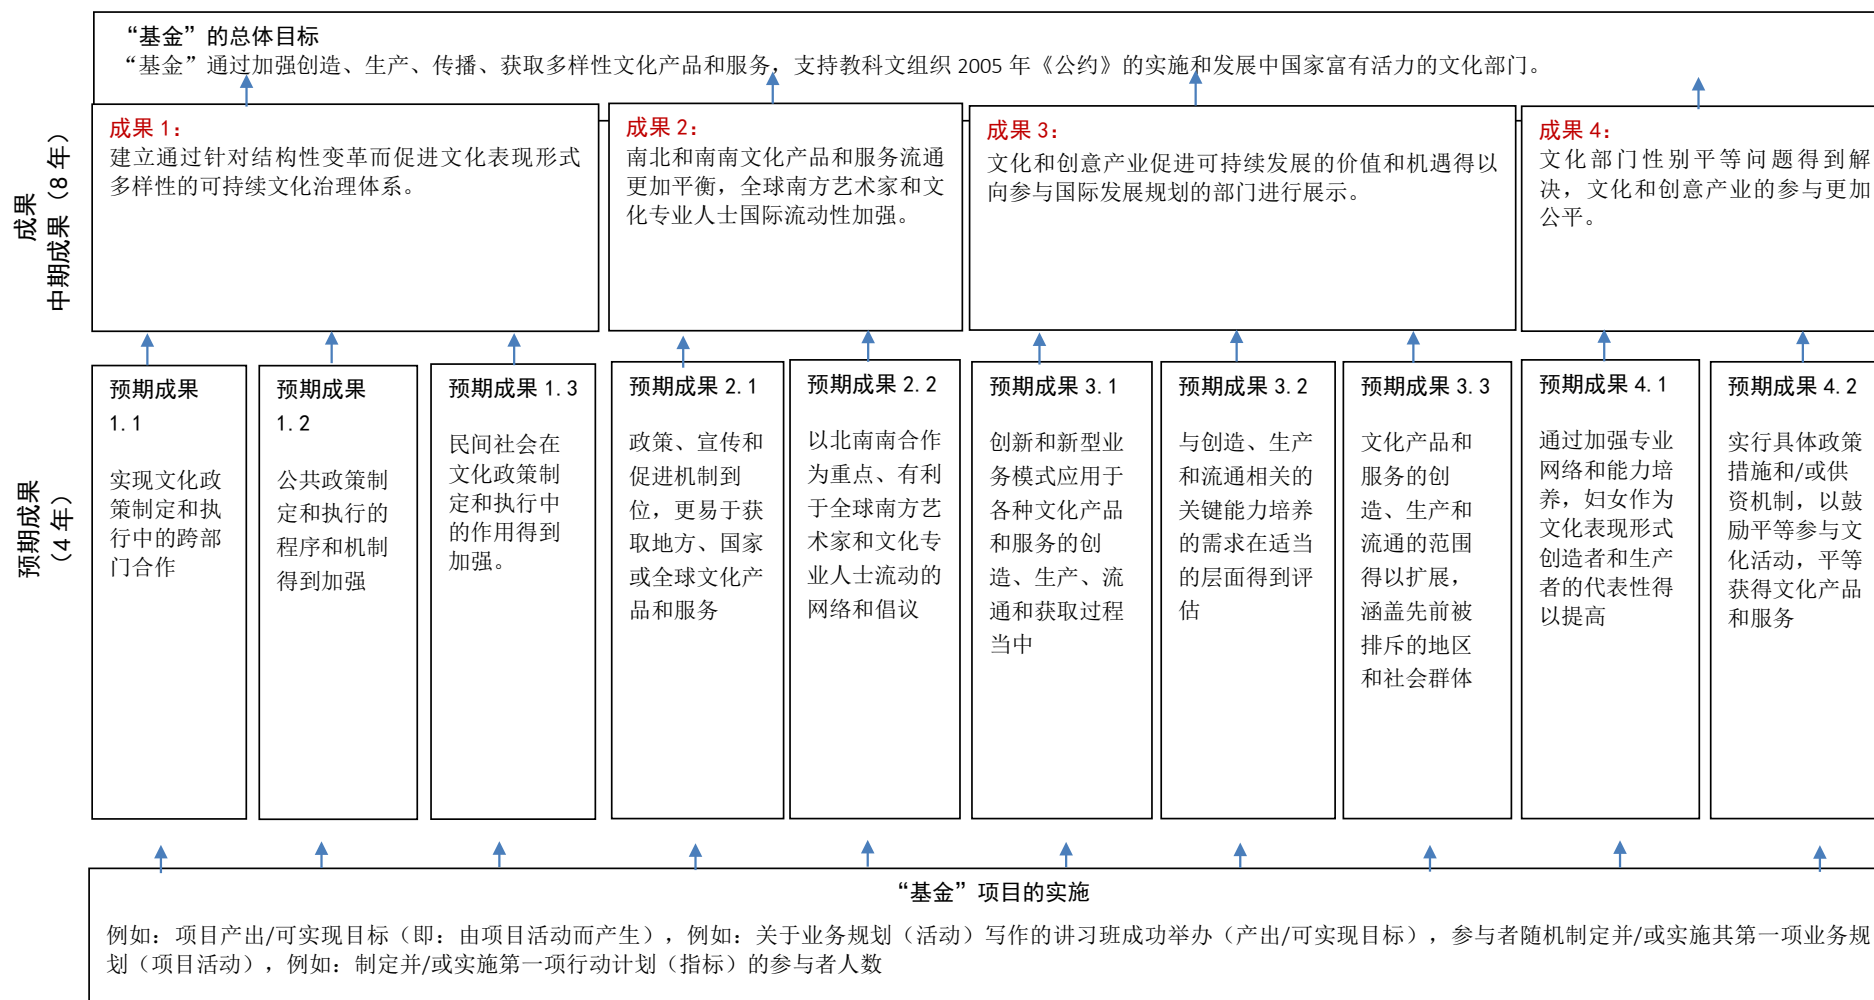 “基金”的总体目标
“基金”通过加强创造、生产、传播、获取多样性文化产品和服务，支持教科文组织 2005 年《公约》的实施和发展中国家富有活力的文化部门。
成果
中期成果（8 年）
成果 1：
建立通过针对结构性变革而促进文化表现形式
多样性的可持续文化治理体系。
成果 2：
南北和南南文化产品和服务流通
更加平衡，全球南方艺术家和文
化专业人士国际流动性加强。
成果 3：
文化和创意产业促进可持续发展的价值和机遇得以
向参与国际发展规划的部门进行展示。
成果 4：
文化部门性别平等问题得到解
决，文化和创意产业的参与更加
公平。
预期成果
（4 年）
预期成果
1.1
实现文化政
策制定和执
行中的跨部
门合作
预期成果
1.2
公共政策制
定和执行的
程序和机制
得到加强
预期成果 1.3
民间社会在
文化政策制
定和执行中
的作用得到
加强。
预期成果 2.1
政策、宣传和
促进机制到
位，更易于获
取地方、国家
或全球文化产
品和服务
预期成果 2.2
以北南南合作
为重点、有利
于全球南方艺
术家和文化专
业人士流动的
网络和倡议
预期成果 3.1
创新和新型业
务模式应用于
各种文化产品
和服务的创
造、生产、流
通和获取过程
当中
预期成果 3.2
与创造、生产
和流通相关的
关键能力培养
的需求在适当
的层面得到评
估
预期成果 3.3
文化产品和
服务的创
造、生产和
流通的范围
得以扩展，
涵盖先前被
排斥的地区
和社会群体
预期成果 4.1
通过加强专业
网络和能力培
养，妇女作为
文化表现形式
创造者和生产
者的代表性得
以提高
预期成果 4.2
实行具体政策
措施和/或供
资机制，以鼓
励平等参与文
化活动，平等
获得文化产品
和服务
“基金”项目的实施
例如：项目产出/可实现目标（即：由项目活动而产生），例如：关于业务规划（活动）写作的讲习班成功举办（产出/可实现目标），参与者随机制定并/或实施其第一项业务规
划（项目活动），例如：制定并/或实施第一项行动计划（指标）的参与者人数